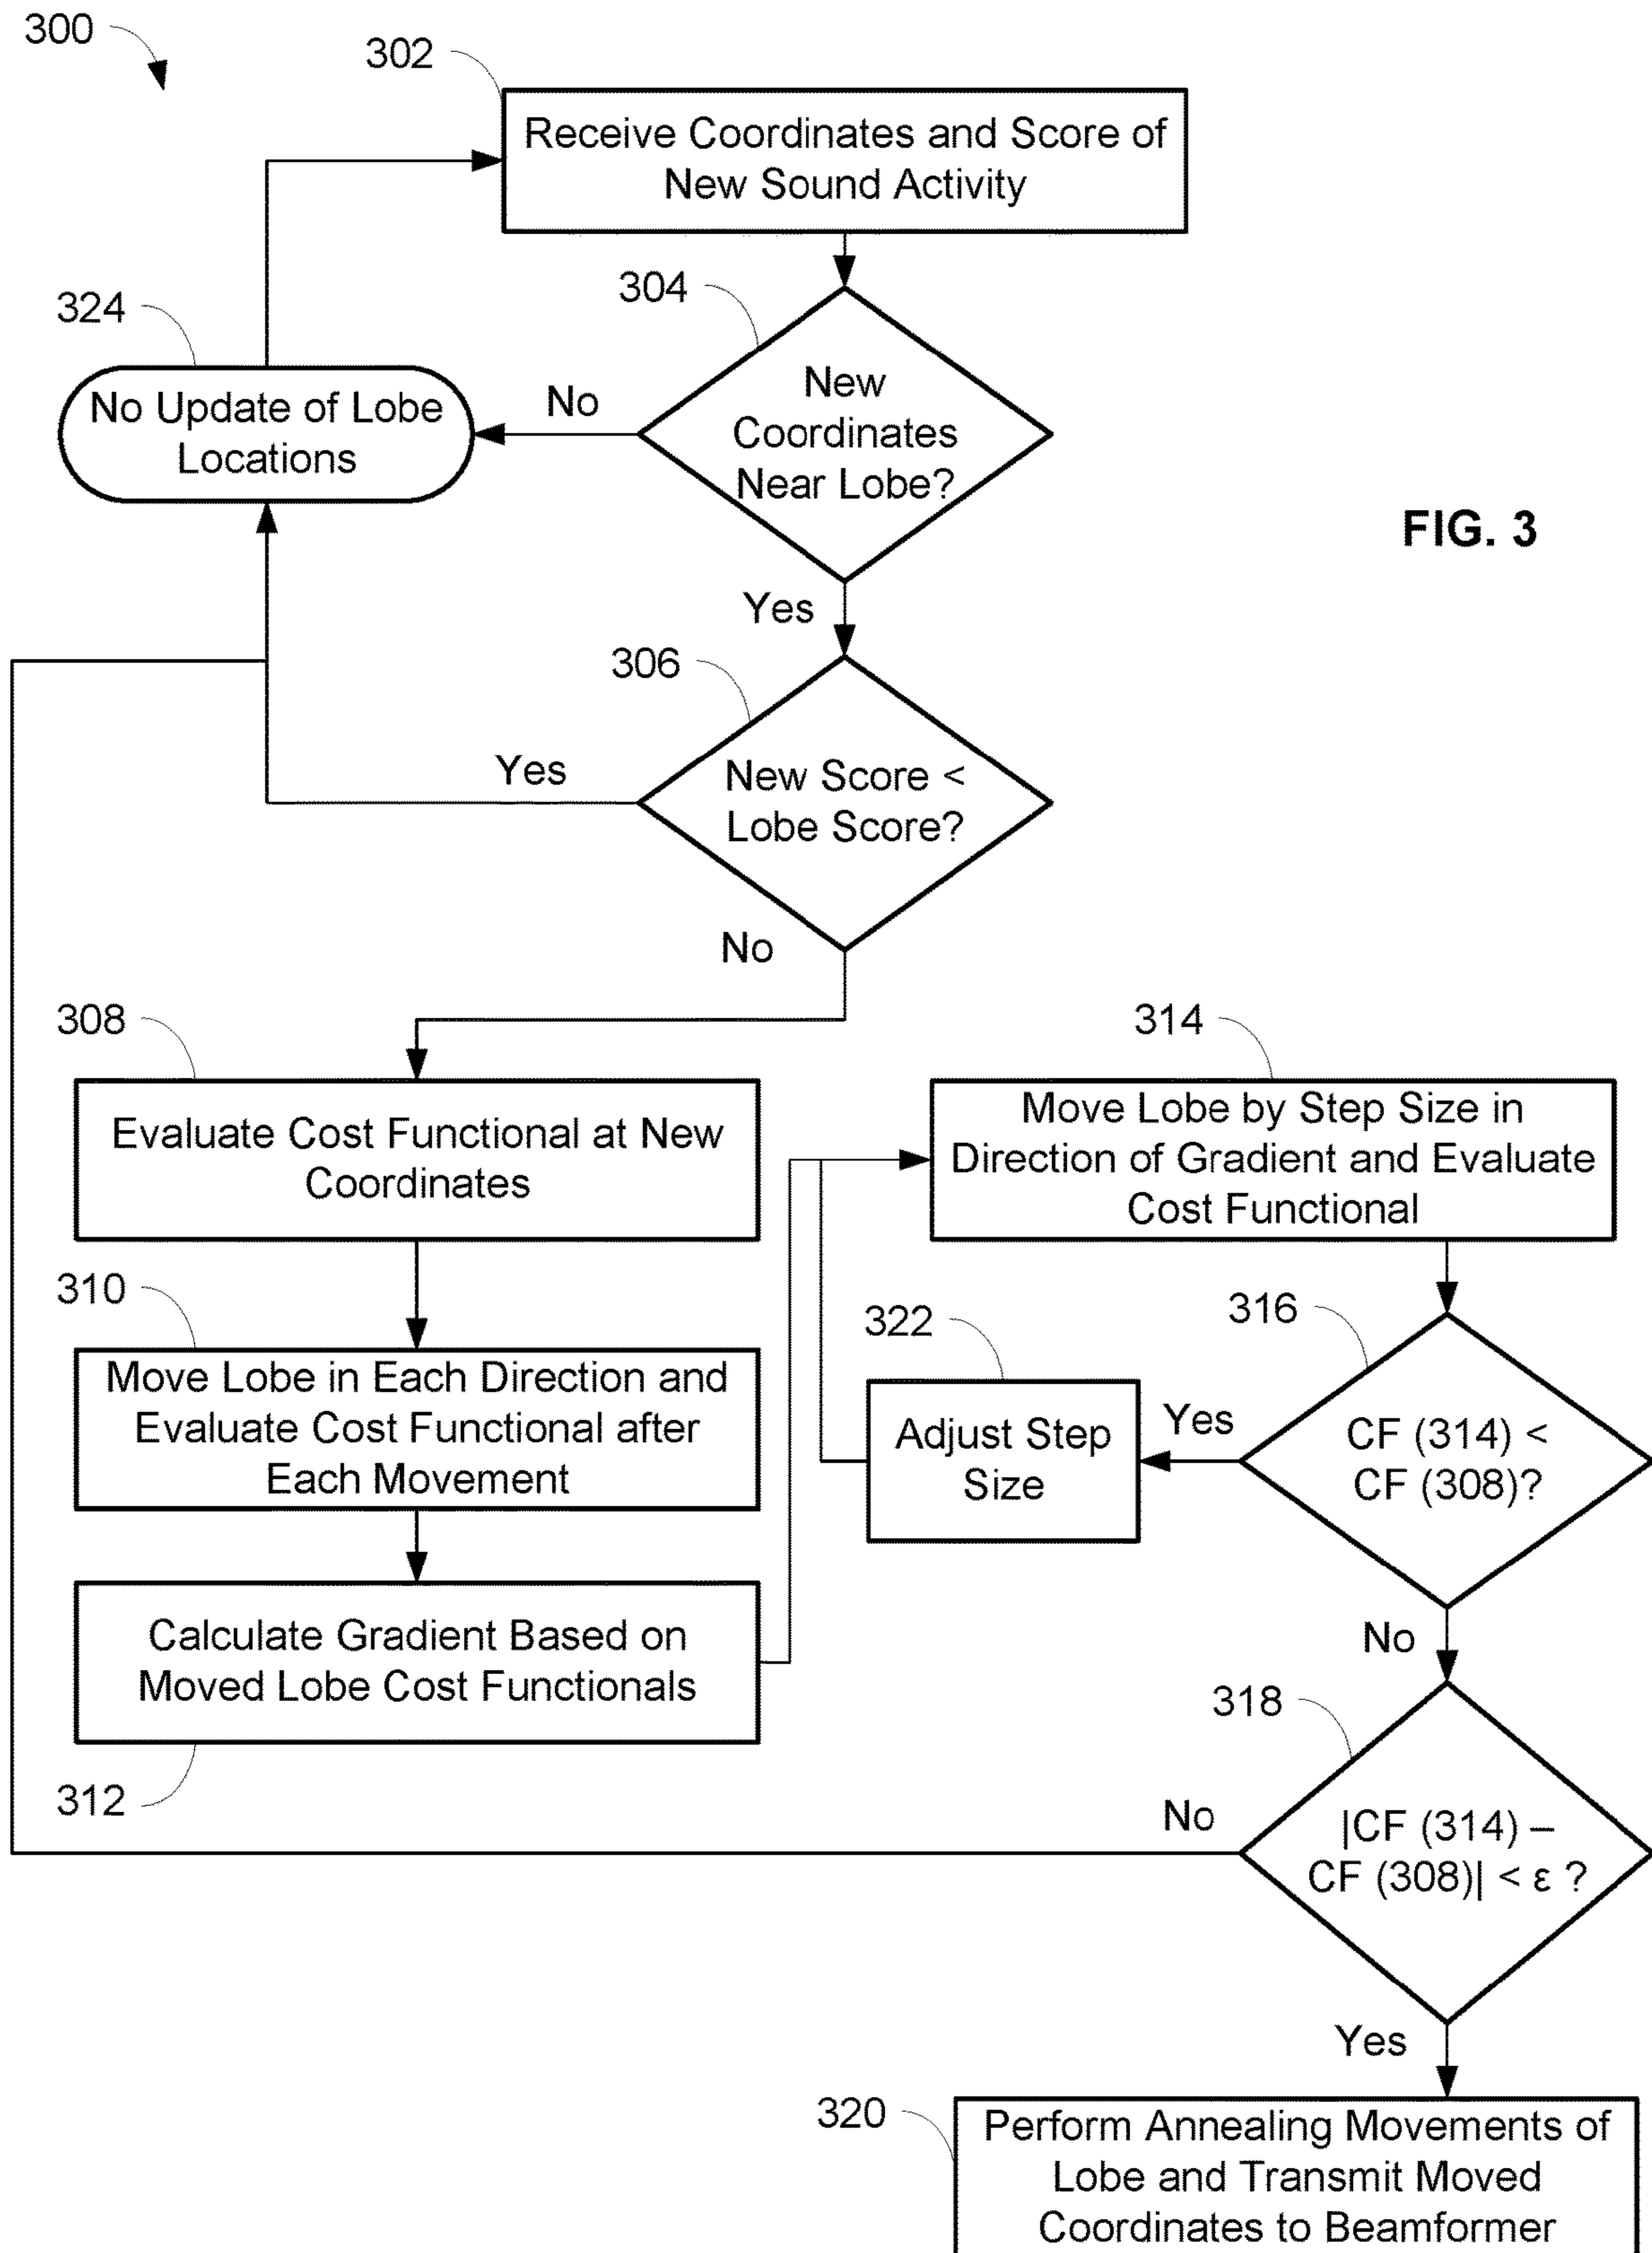 300
302
Receive Coordinates and Score of
New Sound Activity
304
324
New
Coordinates
Near Lobe?
No
No Update of Lobe
Locations
FIG. 3
Yes
306
New Score <
Lobe Score?
Yes
No
308
Evaluate Cost Functional at New
Coordinates
314
Move Lobe by Step Size in
Direction of Gradient and Evaluate
Cost Functional
310
Move Lobe in Each Direction and
Evaluate Cost Functional after
Each Movement
322
Adjust Step
Size
316
Yes
CF (314) <
CF (308)?
Calculate Gradient Based on
Moved Lobe Cost Functionals
312
No
318
No
|CF (314) –
CF (308)| < ε ?
Yes
320
Perform Annealing Movements of
Lobe and Transmit Moved
Coordinates to Beamformer